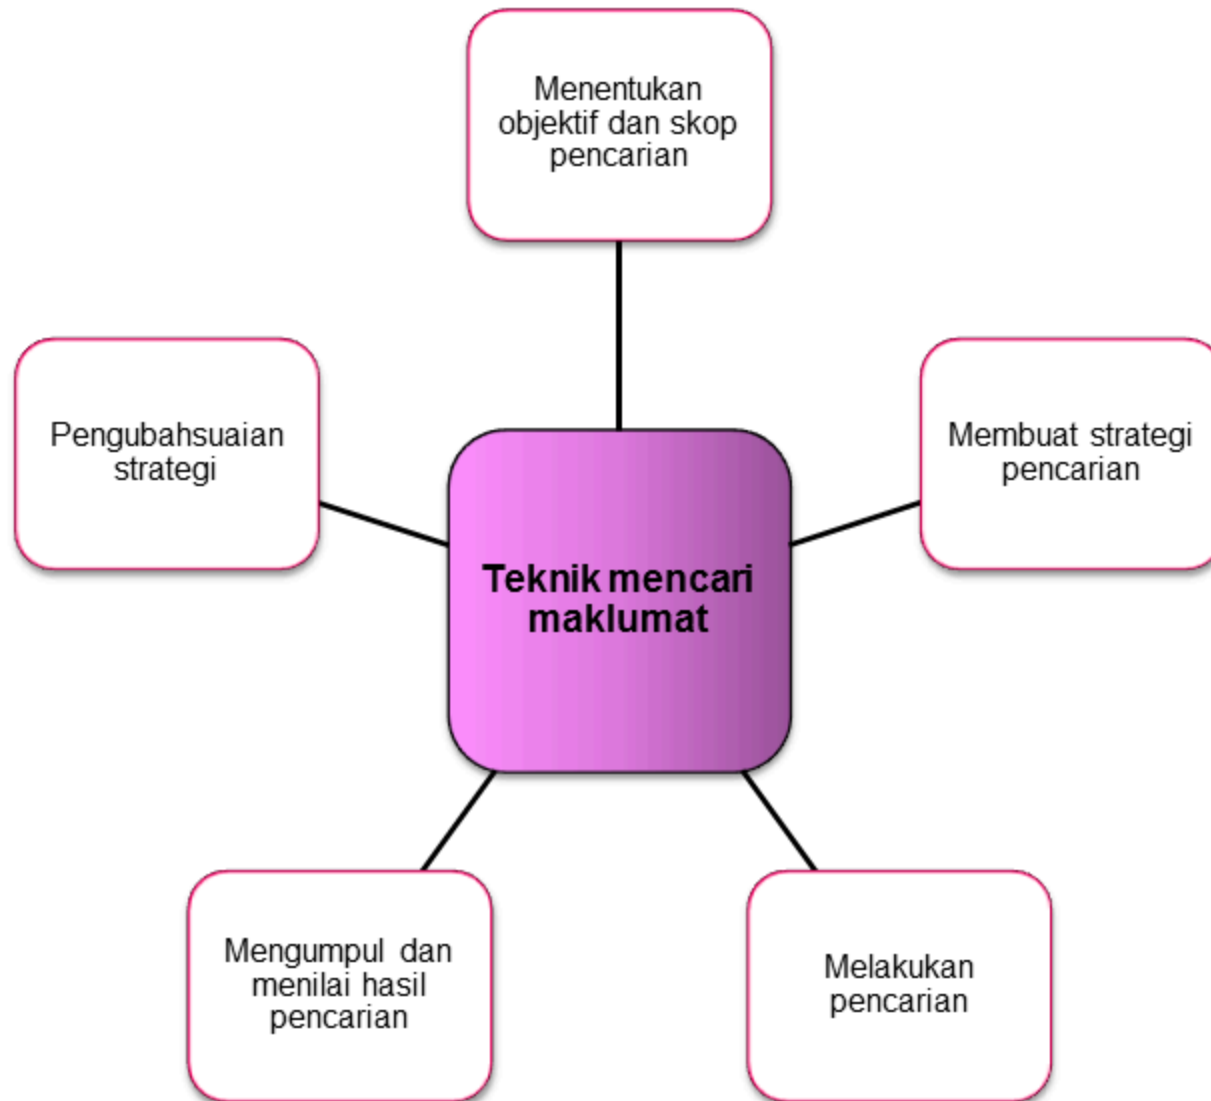 Menentukan
objektif dan skop
pencarian
Pengubahsuaian
strategi
Membuat strategi
pencarian
Teknik mencari
maklumat
Mengumpul dan
menilai hasil
pencarian
Melakukan
pencarian